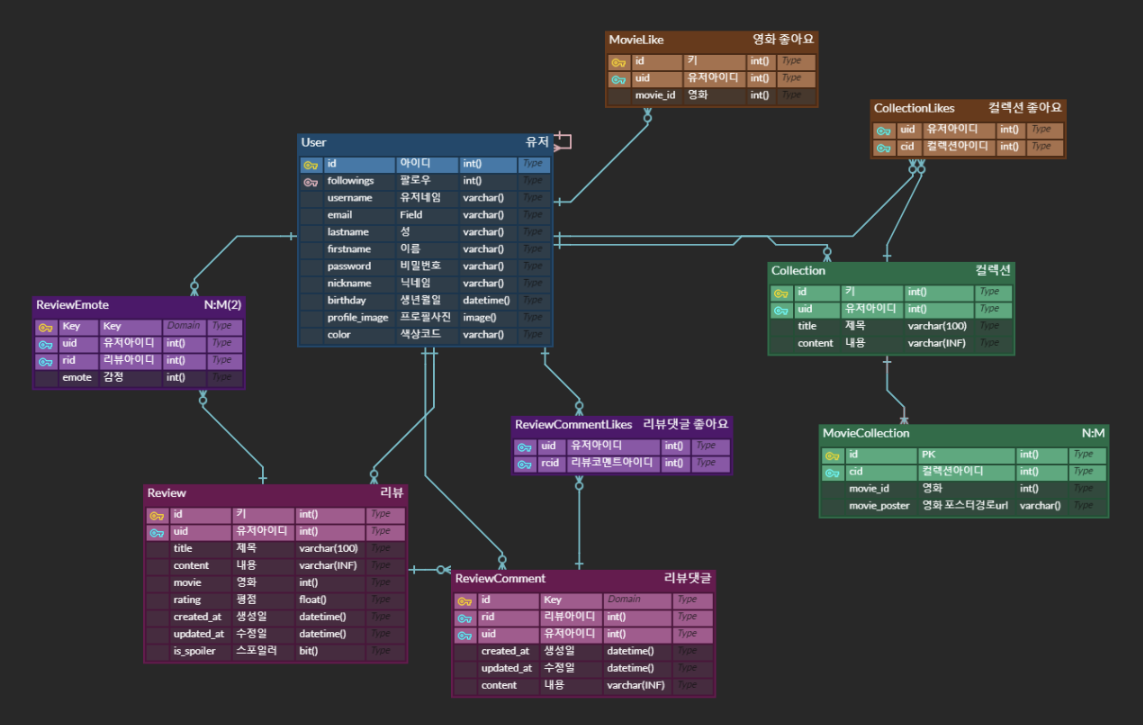 MovieLike 영화 좋아요
id 키 int() Type
uid 유저아이디 int() Type
movie_id 영화 int() Type
CollectionLikes 컬렉션 좋아요
uid 유저아이디 int() Type
cid 컬렉션아이디 int() Type
User 유저
id 아이디 int() Type
followings 팔로우 int() Type
username 유저네임 varchar() Type
email Field varchar() Type
lastname 성 varchar() Type
firstname 이름 varchar() Type
password 비밀번호 varchar() Type
nickname 닉네임 varchar() Type
birthday 생년월일 datetime() Type
profile_image 프로필사진 image() Type
color 색상코드 varchar() Type
Collection 컬렉션
id 키 int() Type
uid 유저아이디 int() Type
title 제목 varchar(100) Type
content 내용 varchar(INF) Type
ReviewEmote N:M(2)
Key Key Domain Type
uid 유저아이디 int() Type
rid 리뷰아이디 int() Type
emote 감정 int() Type
ReviewCommentLikes 리뷰댓글 좋아요
uid 유저아이디 int() Type
rcid 리뷰코멘트아이디 int() Type
MovieCollection N:M
id PK int() Type
cid 컬렉션아이디 int() Type
movie_id 영화 int() Type
movie_poster 영화 포스터경로url varchar() Type
Review 리뷰
id 키 int() Type
uid 유저아이디 int() Type
title 제목 varchar(100) Type
content 내용 varchar(INF) Type
movie 영화 int() Type
rating 평점 float() Type
created_at 생성일 datetime() Type
updated_at 수정일 datetime() Type
is_spoiler 스포일러 bit() Type
ReviewComment 리뷰댓글
id Key Domain Type
rid 리뷰아이디 int() Type
uid 유저아이디 int() Type
created_at 생성일 datetime() Type
updated_at 수정일 datetime() Type
content 내용 varchar(INF) Type